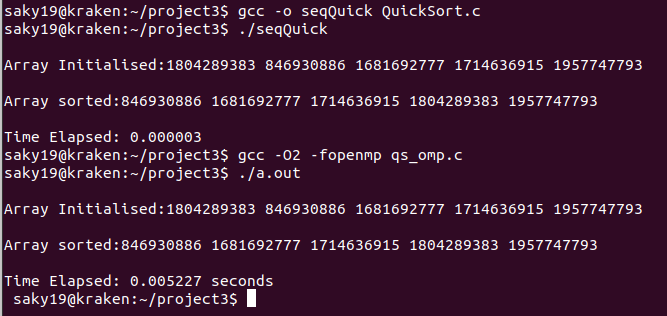 saky19@kraken:~/project3$ gcc -o seqQuick QuickSort.c
saky19@kraken:~/project3$ ./seqQuick
Array Initialised:1804289383 846930886 1681692777 1714636915 1957747793
Array sorted:846930886 1681692777 1714636915 1804289383 1957747793
Time Elapsed: 0.000003
saky19@kraken:~/project3$ gcc -O2 -fopenmp qs_omp.c
saky19@kraken:~/project3$ ./a.out
Array Initialised:1804289383 846930886 1681692777 1714636915 1957747793
Array sorted:846930886 1681692777 1714636915 1804289383 1957747793
Time Elapsed: 0.005227 seconds
saky19@kraken:~/project3$